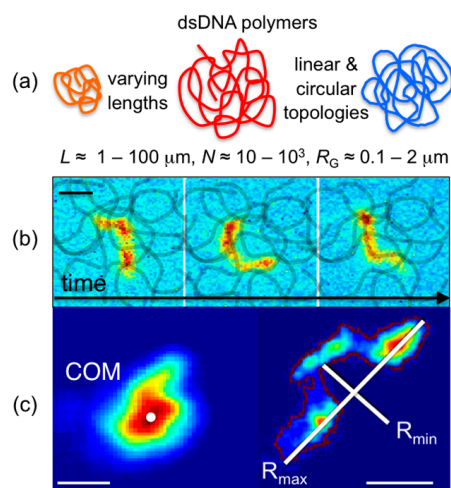 dsDNA polymers
(a)
varying
lengths
linear &
circular
topologies
L ≈ 1 – 100 μm, N ≈ 10 – 10³, R_G ≈ 0.1 – 2 μm
(b)
time
(c)
COM
R_min
R_max